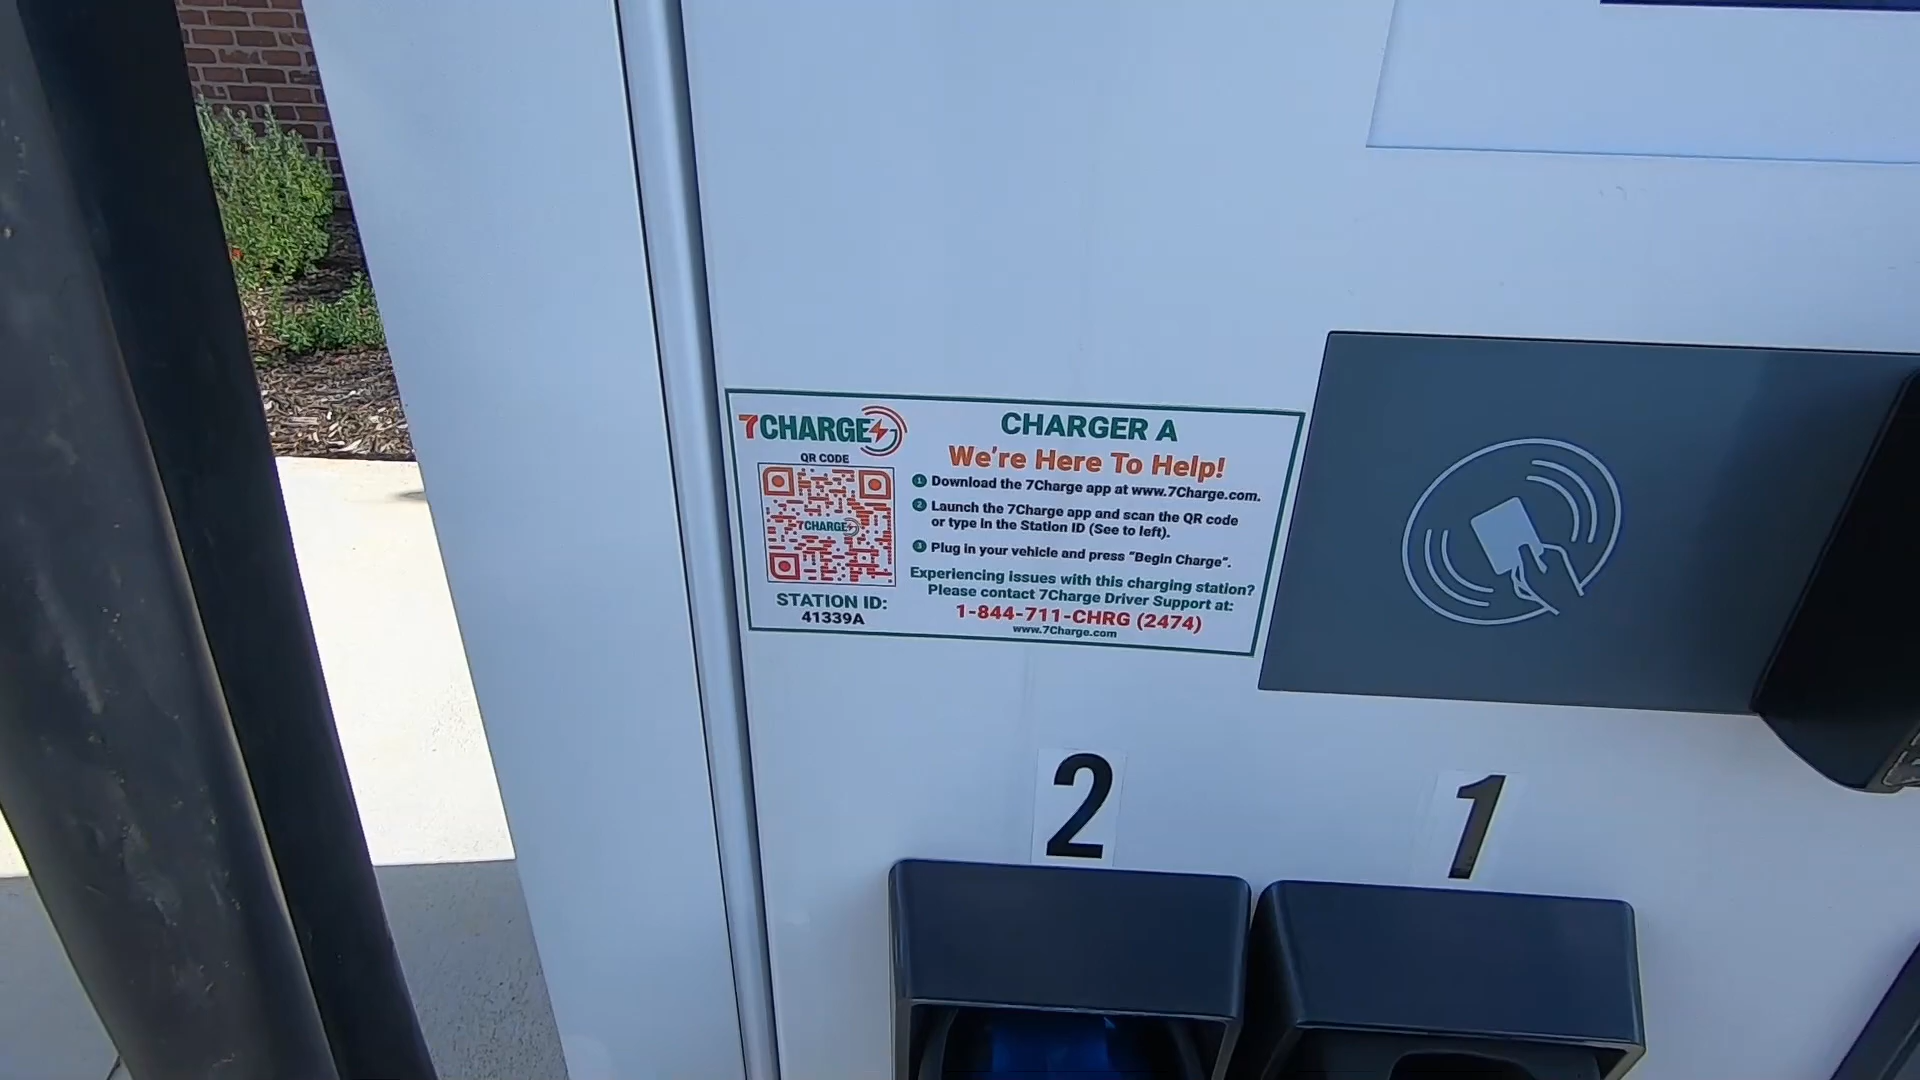 7CHARGE
QR CODE
7CHARGE
STATION ID:
41339A
CHARGER A
We're Here To Help!
1 Download the 7Charge app at www.7Charge.com.
2 Launch the 7Charge app and scan the QR code
or type in the Station ID (See to left).
3 Plug in your vehicle and press "Begin Charge".
Experiencing issues with this charging station?
Please contact 7Charge Driver Support at:
1-844-711-CHRG (2474)
www.7Charge.com
2
1